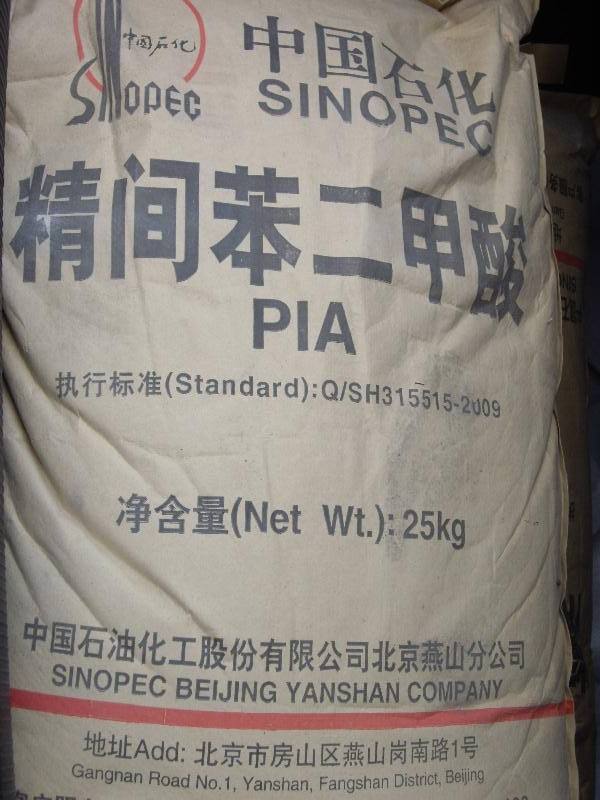 中国石化
SINOPEC
中国石化
SINOPEC
精间苯二甲酸
PIA
执行标准(Standard):Q/SH315515-2009
净含量(Net Wt.): 25kg
中国石油化工股份有限公司北京燕山分公司
SINOPEC BEIJING YANSHAN COMPANY
地址Add: 北京市房山区燕山岗南路1号
Gangnan Road No.1, Yanshan, Fangshan District, Beijing